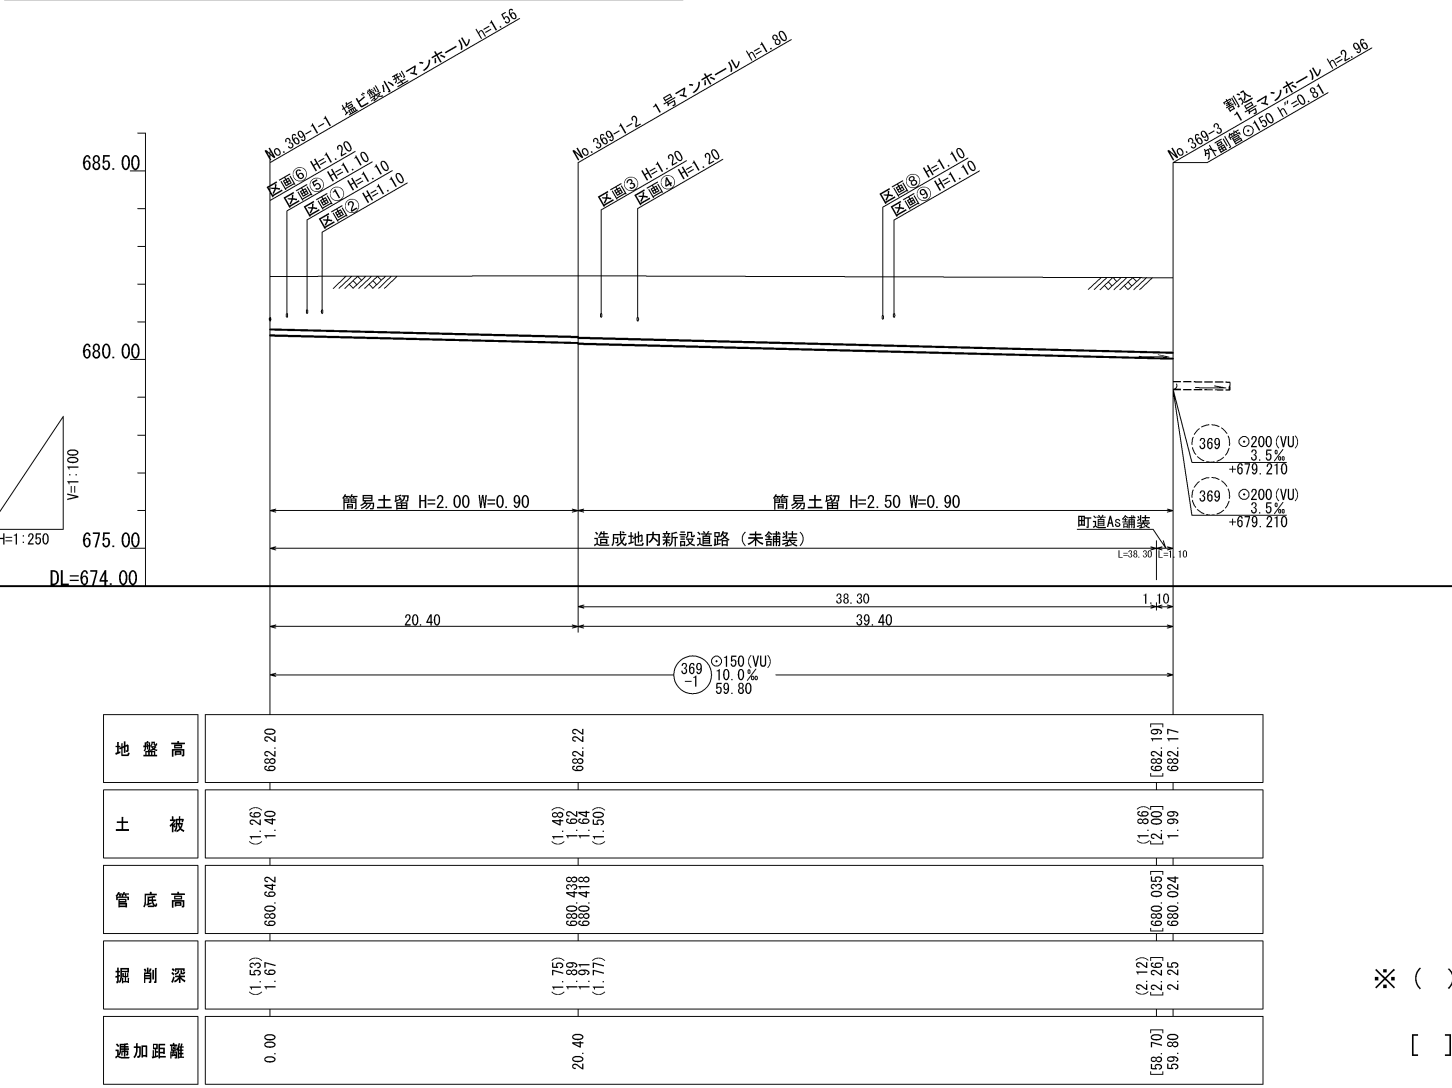 No.369-1-1　塩ビ製小型マンホール h=1.56
区画⑥ H=1.20
区画⑤ H=1.10
区画① H=1.10
区画② H=1.10
No.369-1-2　1号マンホール h=1.80
区画③ H=1.20
区画④ H=1.20
区画⑧ H=1.10
区画⑨ H=1.10
割込
No.369-3　1号マンホール h=2.96
外副管⊙150 h"=0.81
685.00
680.00
675.00
DL=674.00
V=1:100
H=1:250
369 ⊙200(VU)
3.5‰
+679.210
369 ⊙200(VU)
3.5‰
+679.210
簡易土留 H=2.00 W=0.90
簡易土留 H=2.50 W=0.90
町道As舗装
造成地内新設道路（未舗装）
L=38.30 L=1.10
38.30 1.10
20.40 39.40
369-1 ⊙150(VU)
10.0‰
59.80
地盤高 682.20 682.22 [682.19] 682.17
土被 (1.26) 1.40 (1.48) 1.62 1.64 (1.50) (1.86) [2.00] 1.99
管底高 680.642 680.438 680.418 [680.035] 680.024
掘削深 (1.53) 1.67 (1.75) 1.89 1.91 (1.77) (2.12) [2.26] 2.25
逓加距離 0.00 20.40 [58.70] 59.80
※（　）
[　]